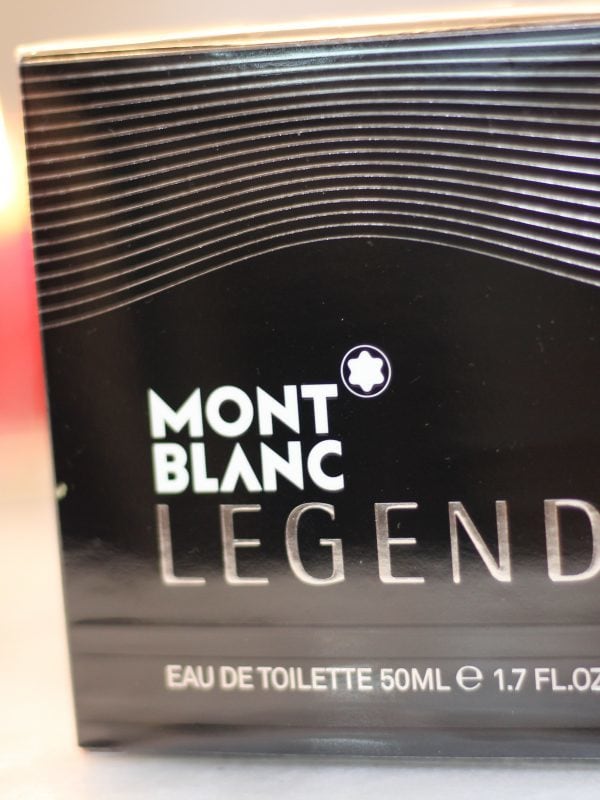 MONT
BLANC
LEGEND
EAU DE TOILETTE 50ML ℮ 1.7 FL.OZ